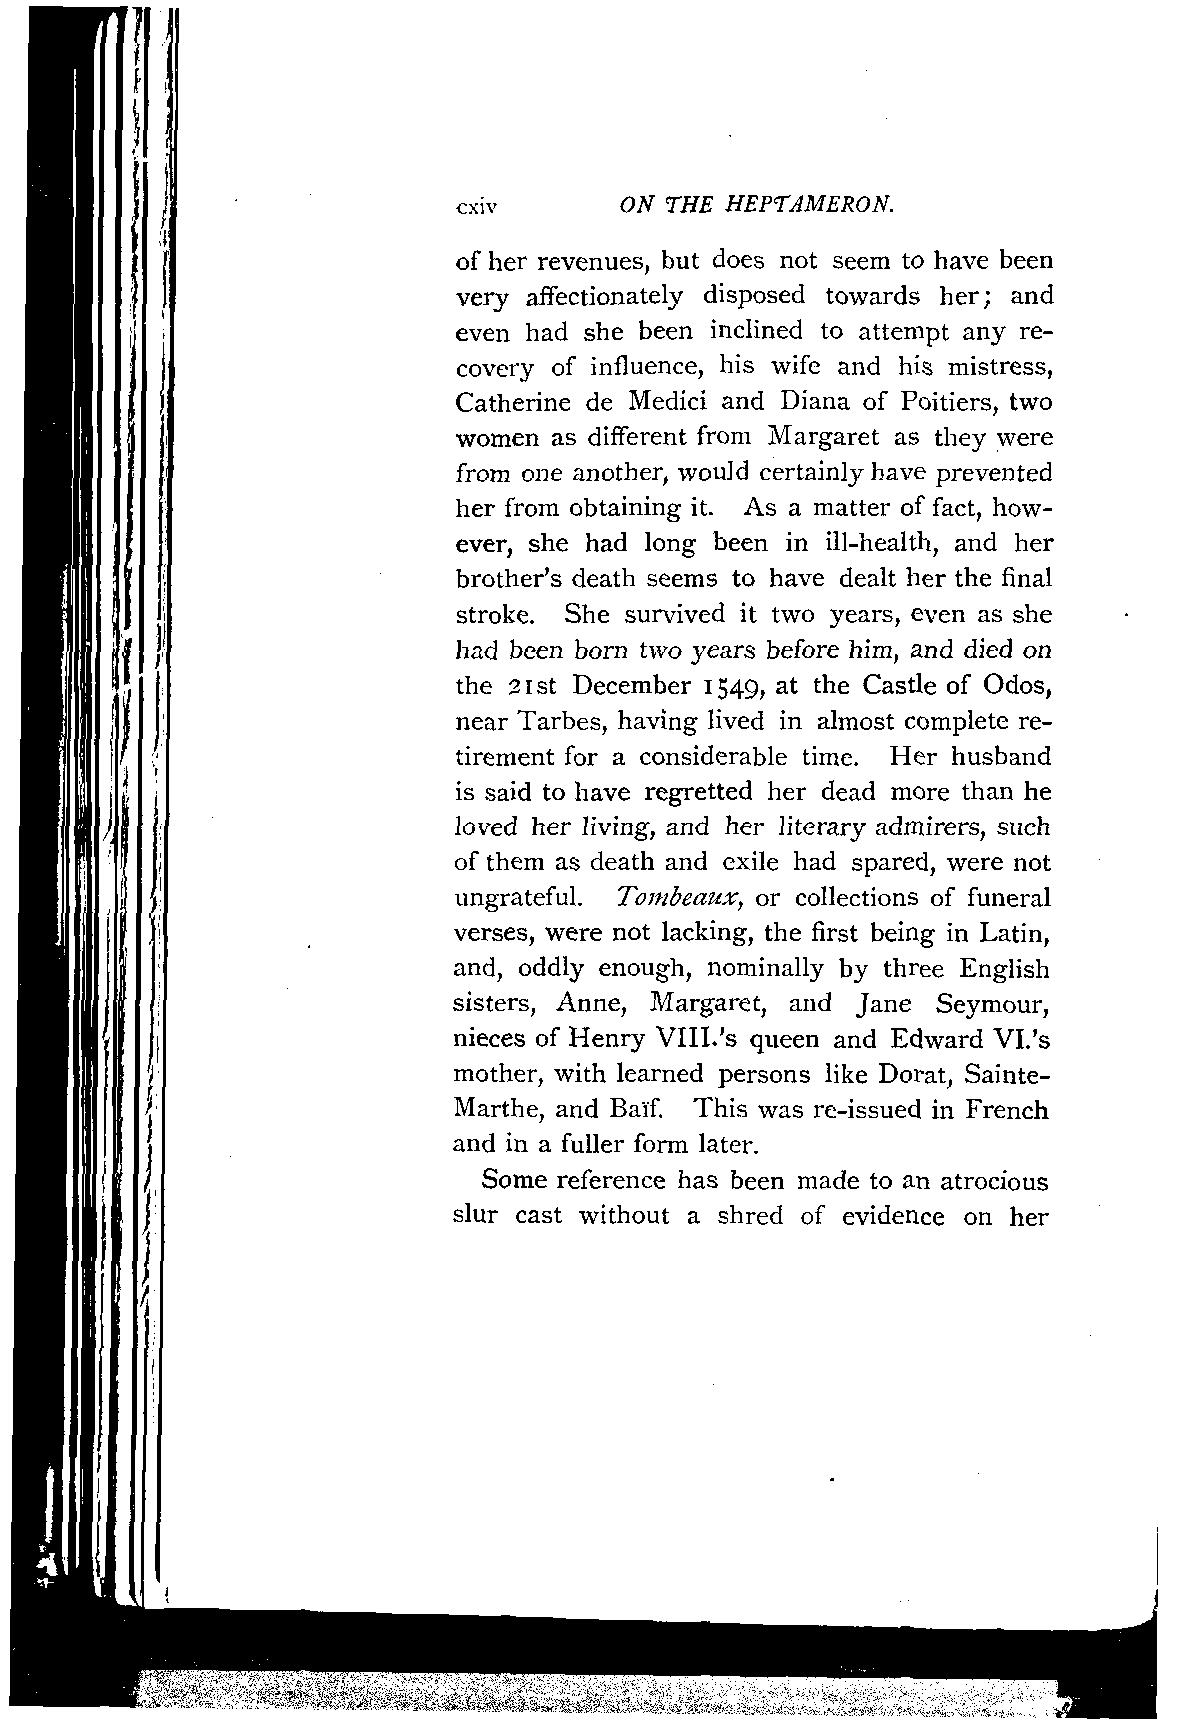 cxiv ON THE HEPTAMERON.
of her revenues, but does not seem to have been
very affectionately disposed towards her; and
even had she been inclined to attempt any re-
covery of influence, his wife and his mistress,
Catherine de Medici and Diana of Poitiers, two
women as different from Margaret as they were
from one another, would certainly have prevented
her from obtaining it. As a matter of fact, how-
ever, she had long been in ill-health, and her
brother's death seems to have dealt her the final
stroke. She survived it two years, even as she
had been born two years before him, and died on
the 21st December 1549, at the Castle of Odos,
near Tarbes, having lived in almost complete re-
tirement for a considerable time. Her husband
is said to have regretted her dead more than he
loved her living, and her literary admirers, such
of them as death and exile had spared, were not
ungrateful. Tombeaux, or collections of funeral
verses, were not lacking, the first being in Latin,
and, oddly enough, nominally by three English
sisters, Anne, Margaret, and Jane Seymour,
nieces of Henry VIII.'s queen and Edward VI.'s
mother, with learned persons like Dorat, Sainte-
Marthe, and Baïf. This was re-issued in French
and in a fuller form later.
Some reference has been made to an atrocious
slur cast without a shred of evidence on her